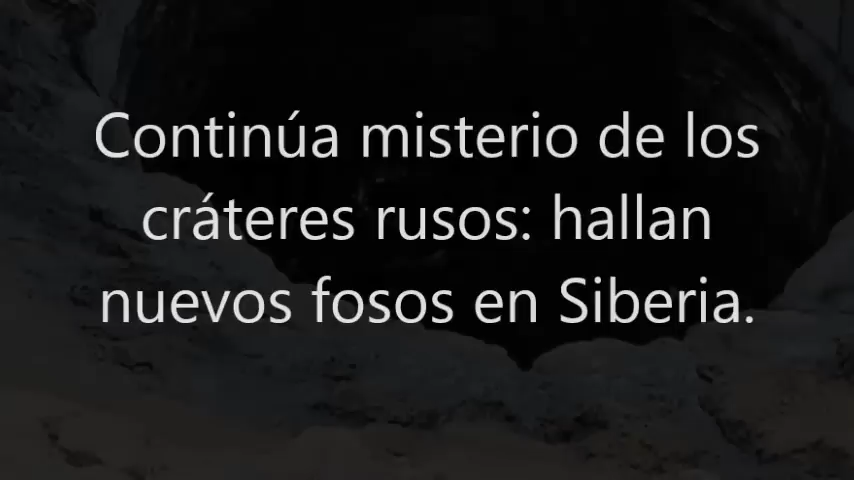 Continúa misterio de los
cráteres rusos: hallan
nuevos fosos en Siberia.